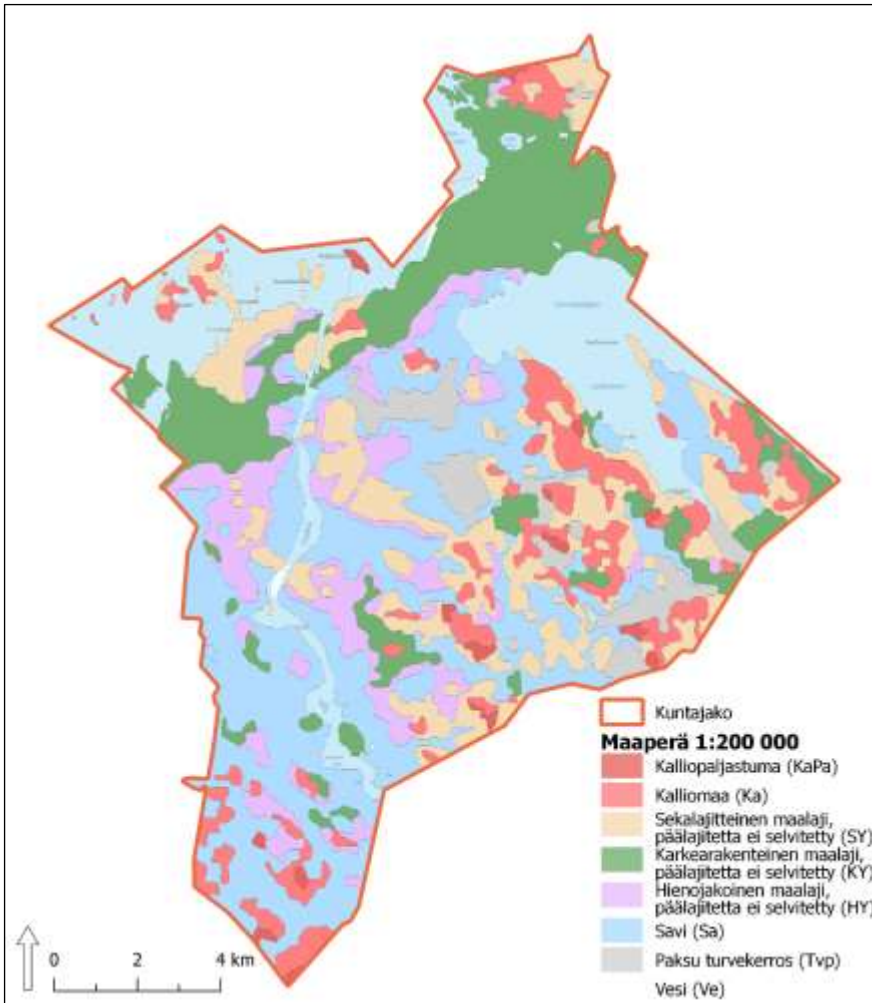 Kuntajako
Maaperä 1:200 000
Kalliopaljastuma (KaPa)
Kalliomaa (Ka)
Sekalajitteinen maalaji,
päälajitetta ei selvitetty (SY)
Karkearakenteinen maalaji,
päälajitetta ei selvitetty (KY)
Hienojakoinen maalaji,
päälajitetta ei selvitetty (HY)
Savi (Sa)
Paksu turvekerros (Tvp)
Vesi (Ve)
0 2 4 km